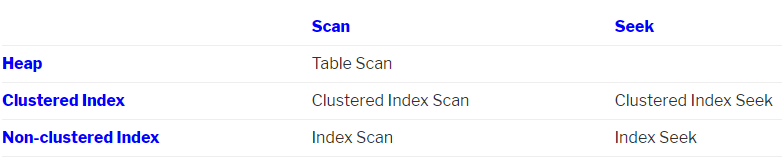 Scan Seek
Heap Table Scan
Clustered Index Clustered Index Scan Clustered Index Seek
Non-clustered Index Index Scan Index Seek